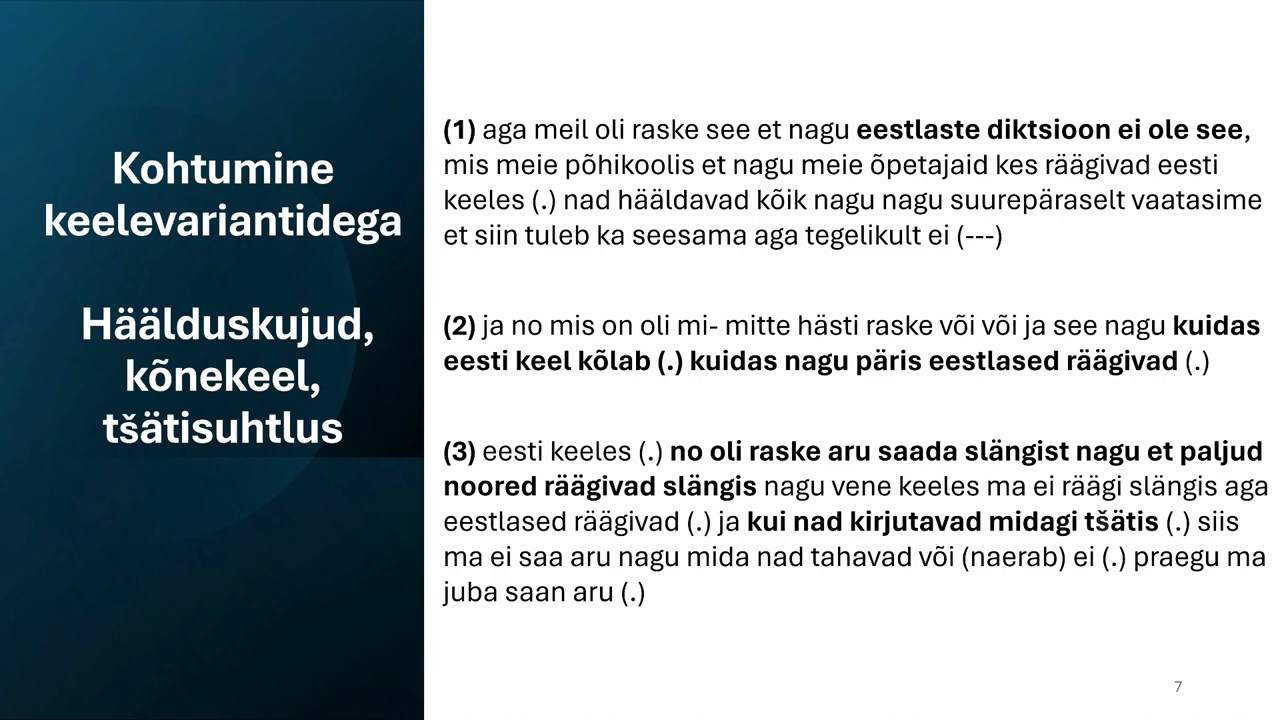 Kohtumine
keelevariantidega
Häälduskujud,
kõnekeel,
tšätisuhtlus
(1) aga meil oli raske see et nagu eestlaste diktsioon ei ole see,
mis meie põhikoolis et nagu meie õpetajaid kes räägivad eesti
keeles (.) nad hääldavad kõik nagu nagu suurepäraselt vaatasime
et siin tuleb ka seesama aga tegelikult ei (---)
(2) ja no mis on oli mi- mitte hästi raske või või ja see nagu kuidas
eesti keel kõlab (.) kuidas nagu päris eestlased räägivad (.)
(3) eesti keeles (.) no oli raske aru saada slängist nagu et paljud
noored räägivad slängis nagu vene keeles ma ei räägi slängis aga
eestlased räägivad (.) ja kui nad kirjutavad midagi tšätis (.) siis
ma ei saa aru nagu mida nad tahavad või (naerab) ei (.) praegu ma
juba saan aru (.)
7